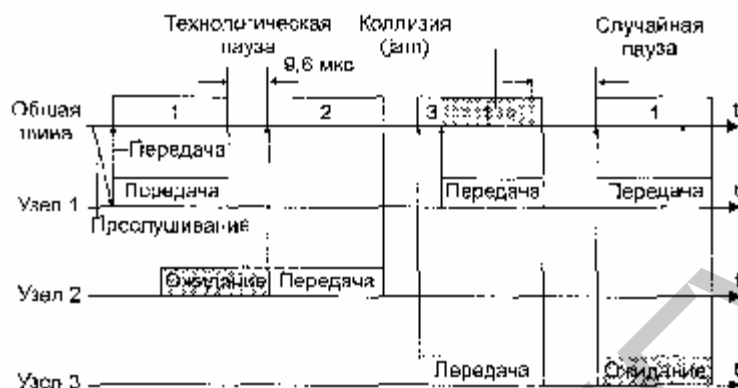 Технологическая пауза
9,6 мкс
Коллизия (jam)
Случайная пауза
Общая шина
1
2
3
1
t
Передача
Узел 1
Передача
Передача
Передача
t
Прослушивание
Узел 2
Ожидание
Передача
t
Узел 3
Передача
Ожидание
t